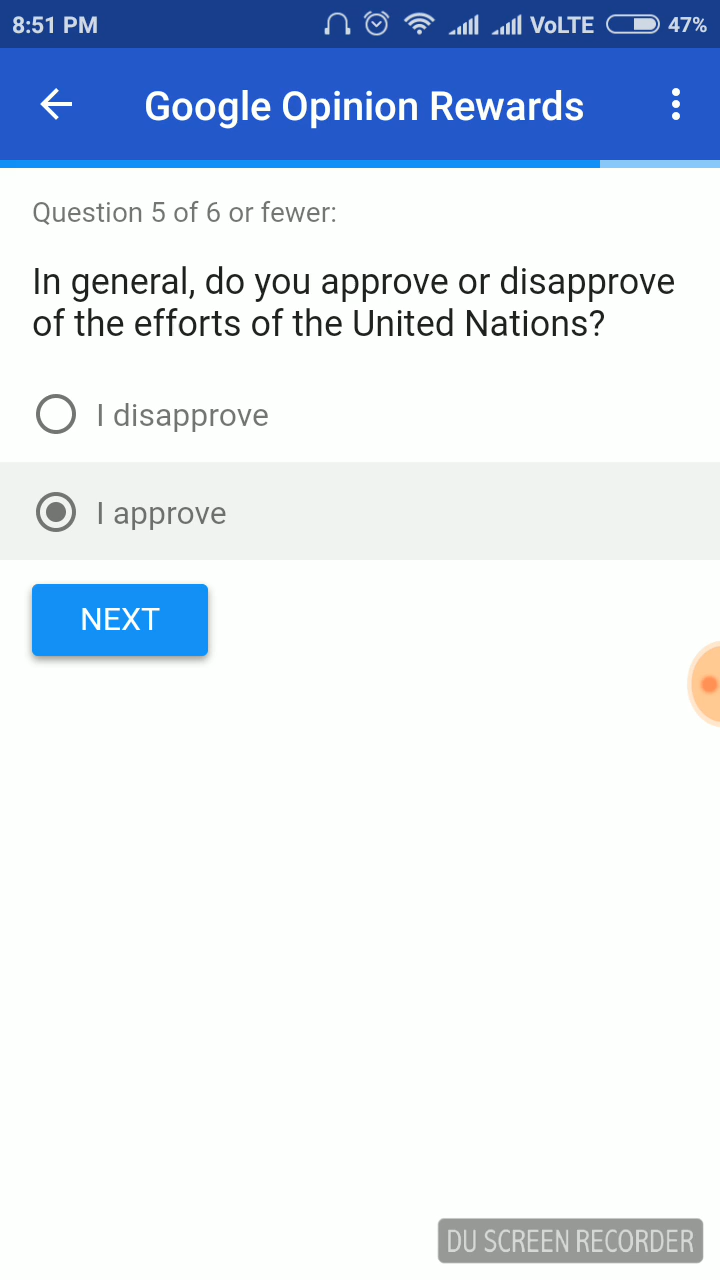 8:51 PM VoLTE 47%
Google Opinion Rewards
Question 5 of 6 or fewer:
In general, do you approve or disapprove
of the efforts of the United Nations?
I disapprove
I approve
NEXT
DU SCREEN RECORDER